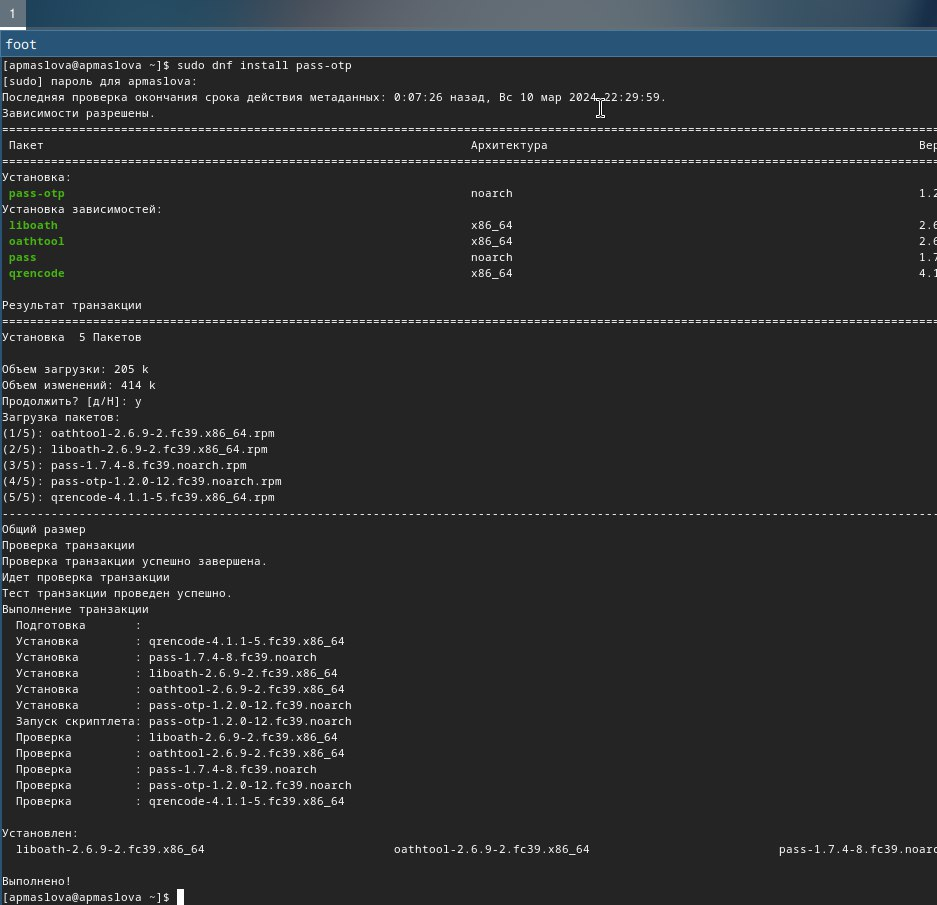 1
foot
[apmaslova@apmaslova ~]$ sudo dnf install pass-otp
[sudo] пароль для apmaslova:
Последняя проверка окончания срока действия метаданных: 0:07:26 назад, Вс 10 мар 2024 22:29:59.
Зависимости разрешены.
================================================================================
Пакет Архитектура Вер
================================================================================
Установка:
pass-otp noarch 1.2
Установка зависимостей:
liboath x86_64 2.6
oathtool x86_64 2.6
pass noarch 1.7
qrencode x86_64 4.1
Результат транзакции
================================================================================
Установка  5 Пакетов
Объем загрузки: 205 k
Объем изменений: 414 k
Продолжить? [д/Н]: y
Загрузка пакетов:
(1/5): oathtool-2.6.9-2.fc39.x86_64.rpm
(2/5): liboath-2.6.9-2.fc39.x86_64.rpm
(3/5): pass-1.7.4-8.fc39.noarch.rpm
(4/5): pass-otp-1.2.0-12.fc39.noarch.rpm
(5/5): qrencode-4.1.1-5.fc39.x86_64.rpm
--------------------------------------------------------------------------------
Общий размер
Проверка транзакции
Проверка транзакции успешно завершена.
Идет проверка транзакции
Тест транзакции проведен успешно.
Выполнение транзакции
Подготовка :
Установка : qrencode-4.1.1-5.fc39.x86_64
Установка : pass-1.7.4-8.fc39.noarch
Установка : liboath-2.6.9-2.fc39.x86_64
Установка : oathtool-2.6.9-2.fc39.x86_64
Установка : pass-otp-1.2.0-12.fc39.noarch
Запуск скриптлета: pass-otp-1.2.0-12.fc39.noarch
Проверка : liboath-2.6.9-2.fc39.x86_64
Проверка : oathtool-2.6.9-2.fc39.x86_64
Проверка : pass-1.7.4-8.fc39.noarch
Проверка : pass-otp-1.2.0-12.fc39.noarch
Проверка : qrencode-4.1.1-5.fc39.x86_64
Установлен:
liboath-2.6.9-2.fc39.x86_64 oathtool-2.6.9-2.fc39.x86_64 pass-1.7.4-8.fc39.noarc
Выполнено!
[apmaslova@apmaslova ~]$